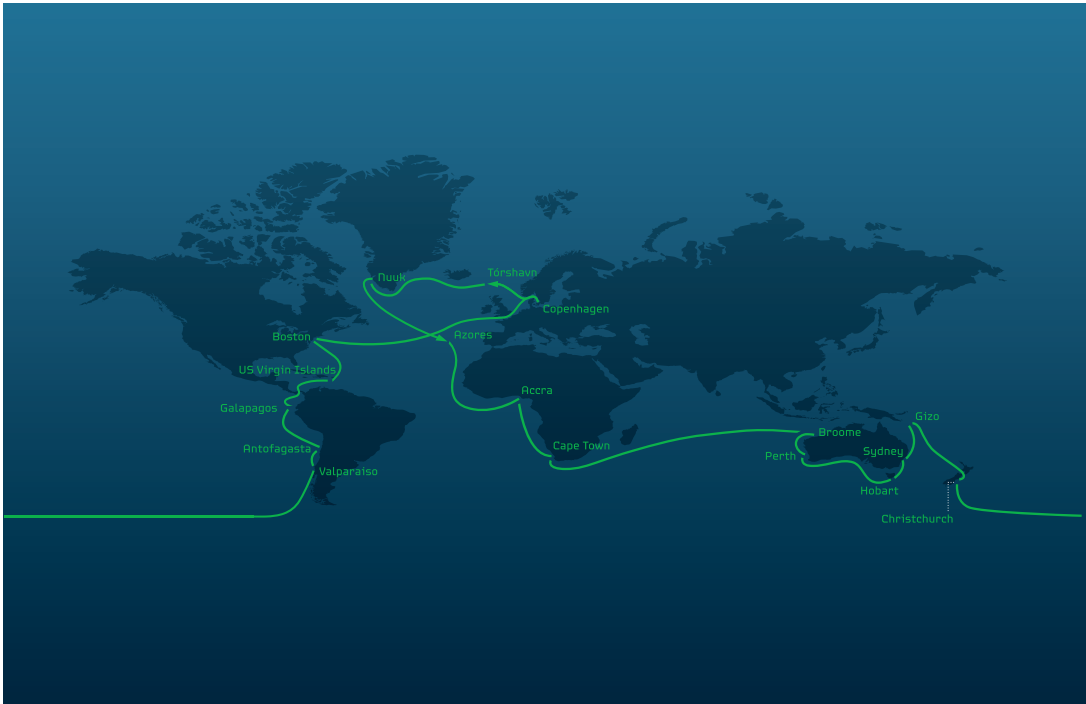 Tórshavn
Nuuk
Copenhagen
Azores
Boston
US Virgin Islands
Accra
Galapagos
Gizo
Broome
Cape Town
Antofagasta
Sydney
Perth
Valparaiso
Hobart
Christchurch